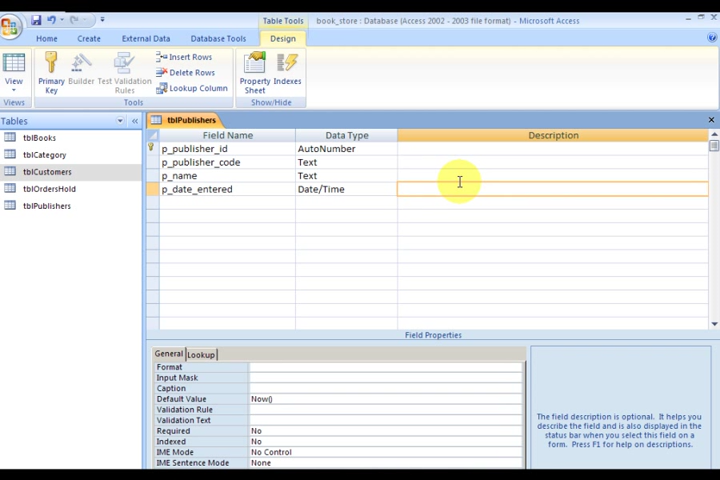 Table Tools
book_store : Database (Access 2002 - 2003 file format) - Microsoft Access
Home Create External Data Database Tools Design
View
Primary Key
Builder
Test Validation Rules
Insert Rows
Delete Rows
Lookup Column
Property Sheet
Indexes
Views Tools Show/Hide
Tables
tblBooks
tblCategory
tblCustomers
tblOrdersHold
tblPublishers
tblPublishers
Field Name Data Type Description
p_publisher_id AutoNumber
p_publisher_code Text
p_name Text
p_date_entered Date/Time
Field Properties
General Lookup
Format
Input Mask
Caption
Default Value Now()
Validation Rule
Validation Text
Required No
Indexed No
IME Mode No Control
IME Sentence Mode None
The field description is optional. It helps you
describe the field and is also displayed in the
status bar when you select this field on a
form. Press F1 for help on descriptions.